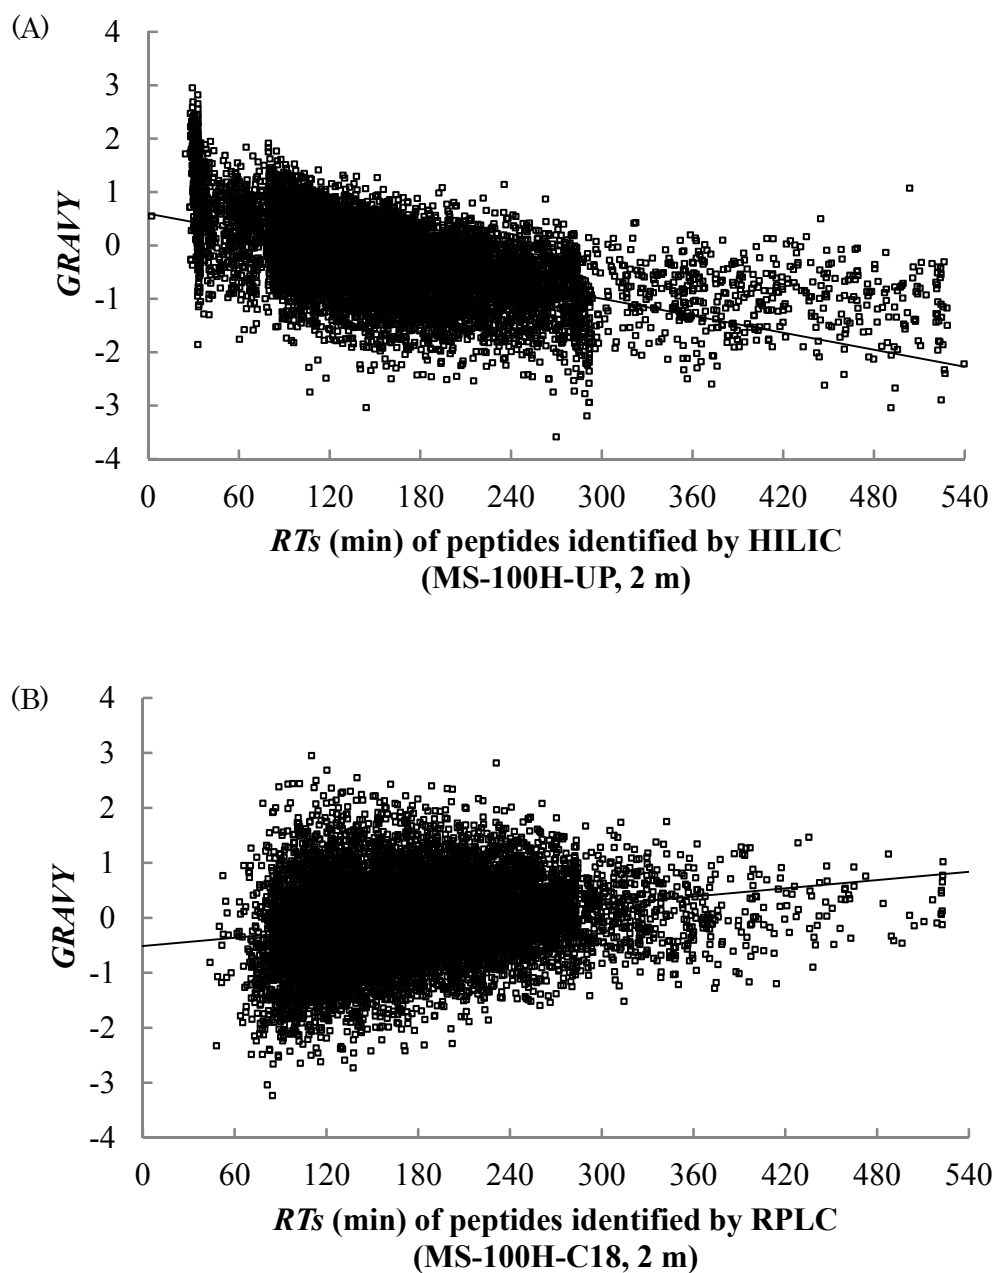 (A)
4
3
2
1
0
-1
-2
-3
-4
GRAVY
0 60 120 180 240 300 360 420 480 540
RTs (min) of peptides identified by HILIC
(MS-100H-UP, 2 m)
(B)
4
3
2
1
0
-1
-2
-3
-4
GRAVY
0 60 120 180 240 300 360 420 480 540
RTs (min) of peptides identified by RPLC
(MS-100H-C18, 2 m)